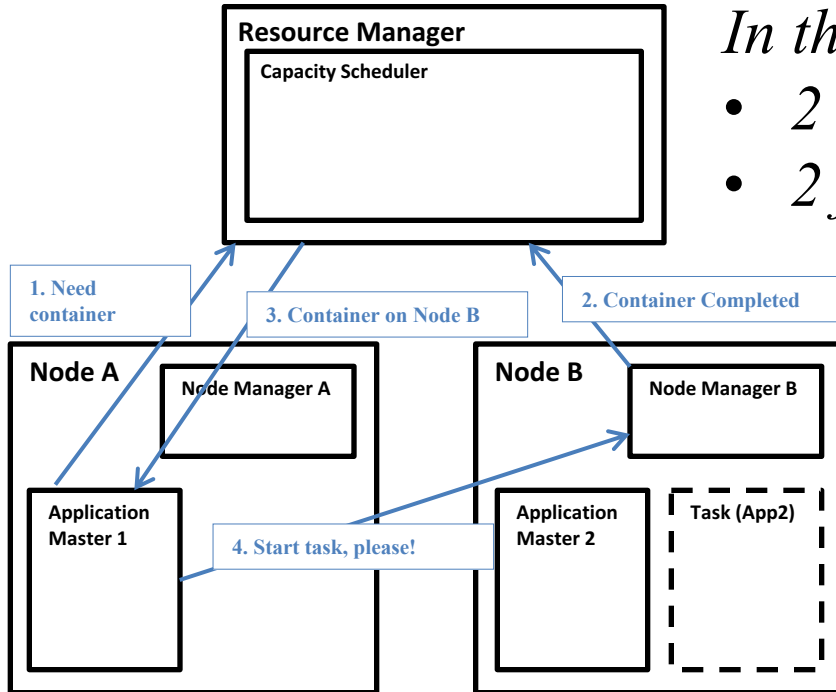 Resource Manager
Capacity Scheduler
In th
• 2
• 2
1. Need
container
3. Container on Node B
2. Container Completed
Node A
Node Manager A
Node B
Node Manager B
Application
Master 1
4. Start task, please!
Application
Master 2
Task (App2)